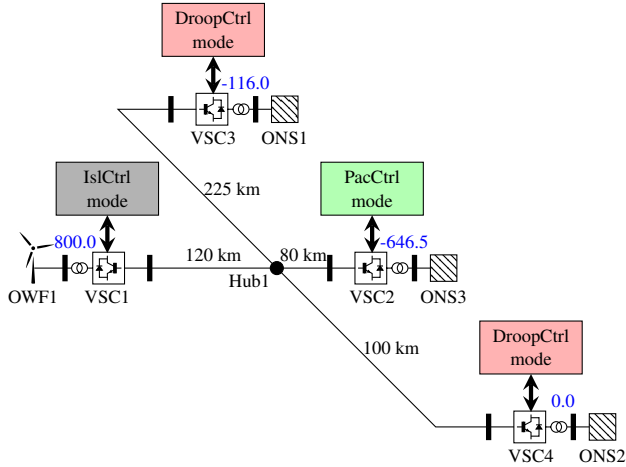 DroopCtrl
mode
-116.0
VSC3
ONS1
IslCtrl
mode
PacCtrl
mode
225 km
800.0
120 km
80 km
-646.5
OWF1
VSC1
Hub1
VSC2
ONS3
DroopCtrl
mode
100 km
0.0
VSC4
ONS2